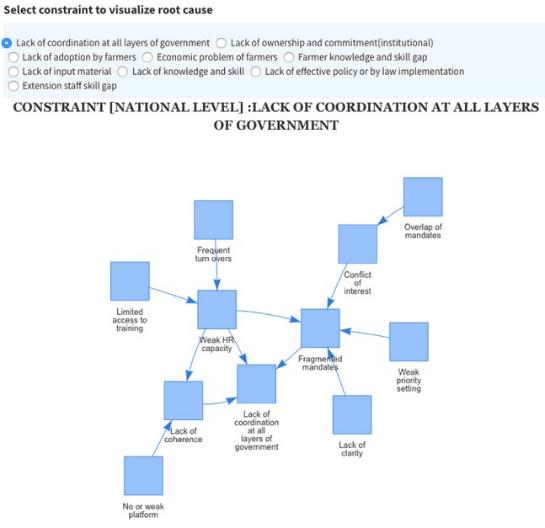 Select constraint to visualize root cause
Lack of coordination at all layers of government Lack of ownership and commitment(institutional)
Lack of adoption by farmers Economic problem of farmers Farmer knowledge and skill gap
Lack of input material Lack of knowledge and skill Lack of effective policy or by law implementation
Extension staff skill gap
CONSTRAINT [NATIONAL LEVEL] :LACK OF COORDINATION AT ALL LAYERS
OF GOVERNMENT
Overlap of
mandates
Frequent
turn overs
Conflict
of
interest
Limited
access to
training
Weak HR
capacity
Fragmented
mandates
Weak
priority
setting
Lack of
coherence
Lack of
coordination
at all
layers of
government
Lack of
clarity
No or weak
platform